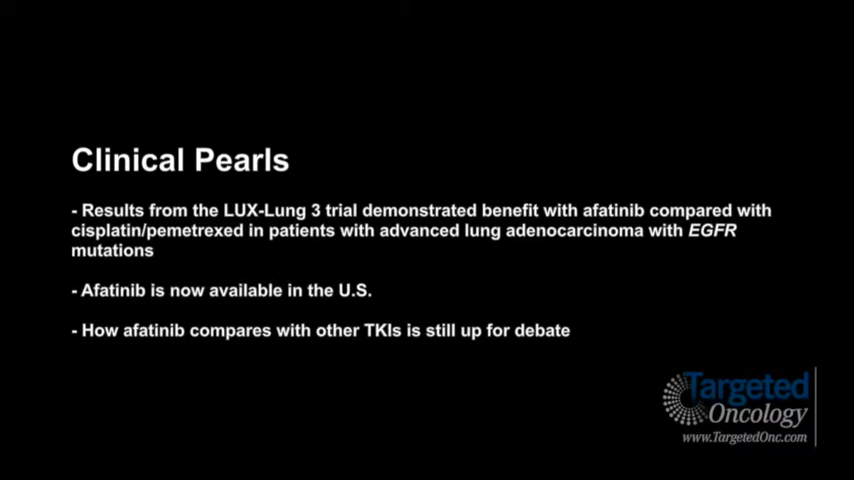 Clinical Pearls
- Results from the LUX-Lung 3 trial demonstrated benefit with afatinib compared with
cisplatin/pemetrexed in patients with advanced lung adenocarcinoma with EGFR
mutations
- Afatinib is now available in the U.S.
- How afatinib compares with other TKIs is still up for debate
Targeted
Oncology
www.TargetedOnc.com